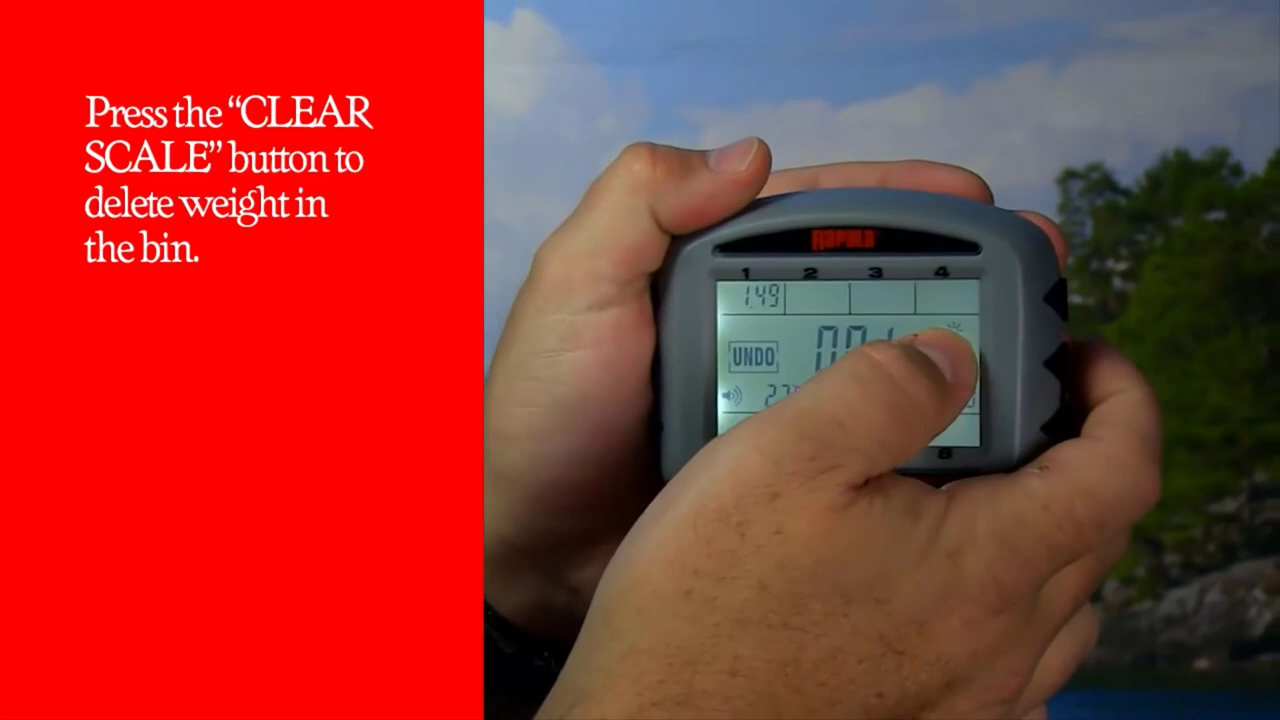 Press the “CLEAR
SCALE” button to
delete weight in
the bin.
RAPALA
1 2 3 4
1.49
UNDO
8